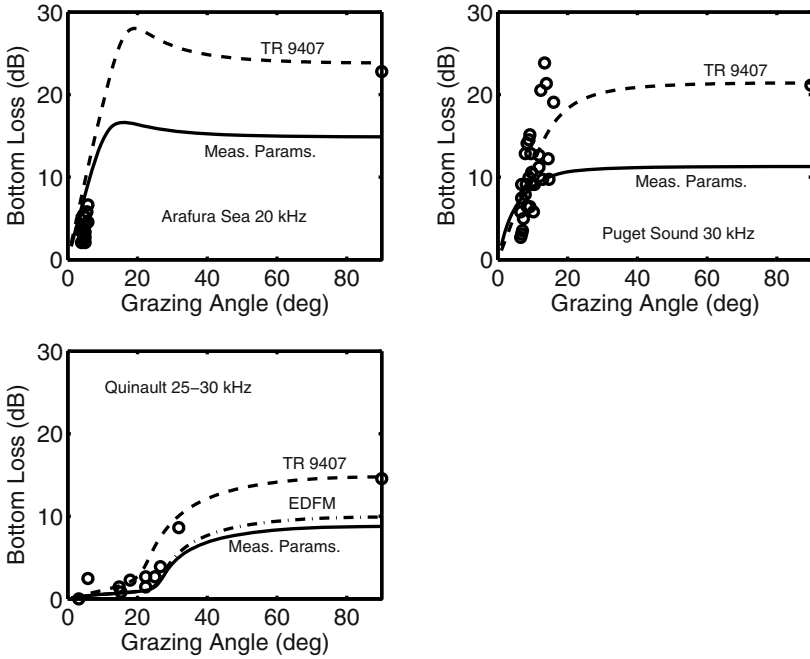 30
20
10
0
Bottom Loss (dB)
TR 9407
Meas. Params.
Arafura Sea 20 kHz
0 20 40 60 80
Grazing Angle (deg)
30
20
10
0
Bottom Loss (dB)
TR 9407
Meas. Params.
Puget Sound 30 kHz
0 20 40 60 80
Grazing Angle (deg)
30
20
10
0
Bottom Loss (dB)
Quinault 25−30 kHz
TR 9407
EDFM
Meas. Params.
0 20 40 60 80
Grazing Angle (deg)